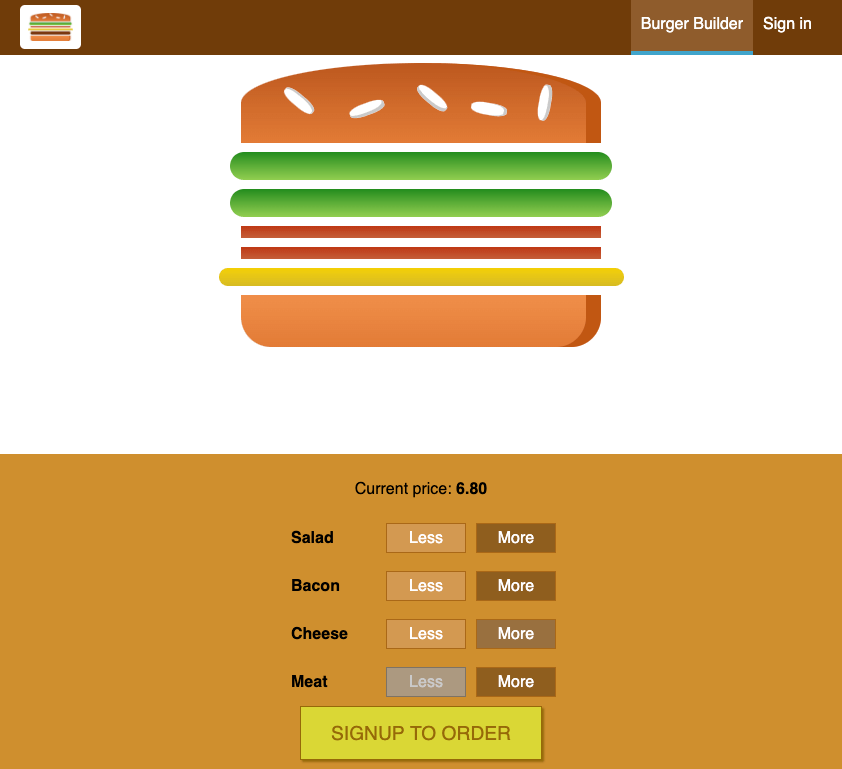 Burger Builder Sign in
Current price: 6.80
Salad Less More
Bacon Less More
Cheese Less More
Meat Less More
SIGNUP TO ORDER